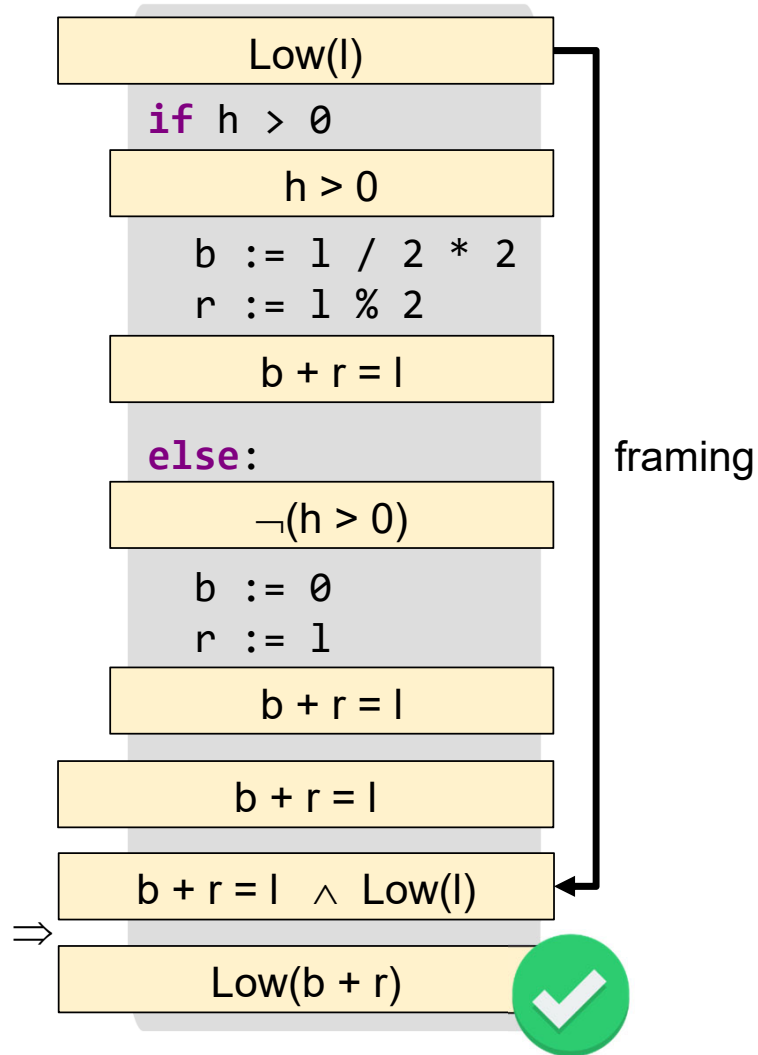 Low(l)
if h > 0
h > 0
b := l / 2 * 2
r := l % 2
b + r = l
else:
framing
¬(h > 0)
b := 0
r := l
b + r = l
b + r = l
b + r = l ∧ Low(l)
⇒
Low(b + r)